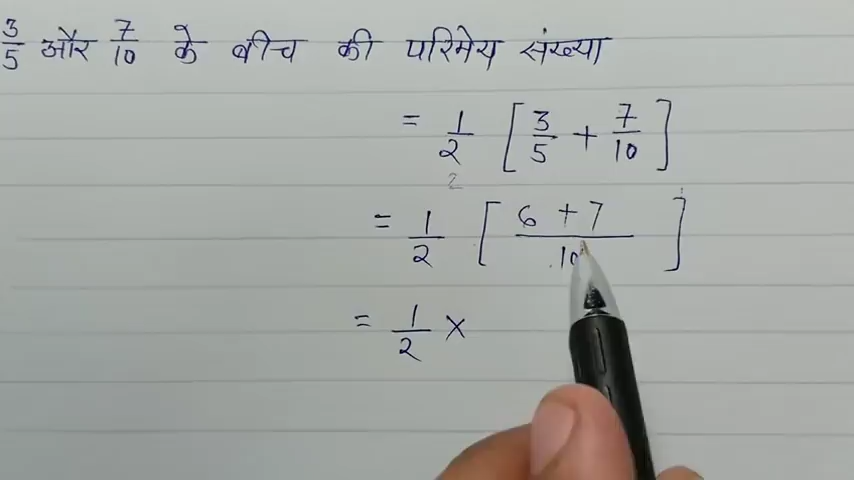 3/5 और 7/10 के बीच की परिमेय संख्या
= 1/2 [3/5 + 7/10]
= 1/2 [6 + 7 / 10]
= 1/2 ×